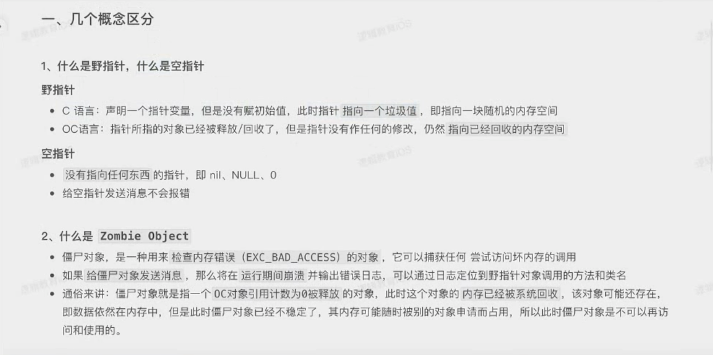 一、几个概念区分
1、什么是野指针，什么是空指针
野指针
• C 语言：声明一个指针变量，但是没有赋初始值，此时指针 指向一个垃圾值 ，即指向一块随机的内存空间
• OC语言：指针所指的对象已经被释放/回收了，但是指针没有作任何的修改，仍然 指向已经回收的内存空间
空指针
• 没有指向任何东西 的指针，即 nil、NULL、0
• 给空指针发送消息不会报错
2、什么是 Zombie Object
• 僵尸对象，是一种用来 检查内存错误（EXC_BAD_ACCESS）的对象 ，它可以捕获任何 尝试访问坏内存的调用
• 如果 给僵尸对象发送消息 ，那么将在 运行期间崩溃 并输出错误日志，可以通过日志定位到野指针对象调用的方法和类名
• 通俗来讲：僵尸对象就是指一个 OC对象引用计数为0被释放 的对象，此时这个对象的 内存已经被系统回收 ，该对象可能还存在，
即数据依然在内存中，但是此时僵尸对象已经不稳定了，其内存可能随时被别的对象申请而占用，所以此时僵尸对象是不可以再访
问和使用的。